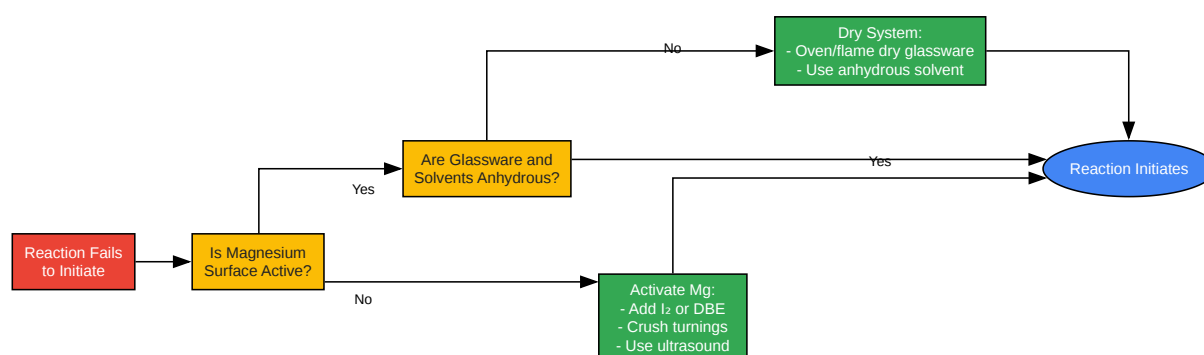 Reaction Fails
to Initiate
Is Magnesium
Surface Active?
Yes
No
Are Glassware and
Solvents Anhydrous?
No
Yes
Dry System:
- Oven/flame dry glassware
- Use anhydrous solvent
Activate Mg:
- Add I₂ or DBE
- Crush turnings
- Use ultrasound
Reaction Initiates